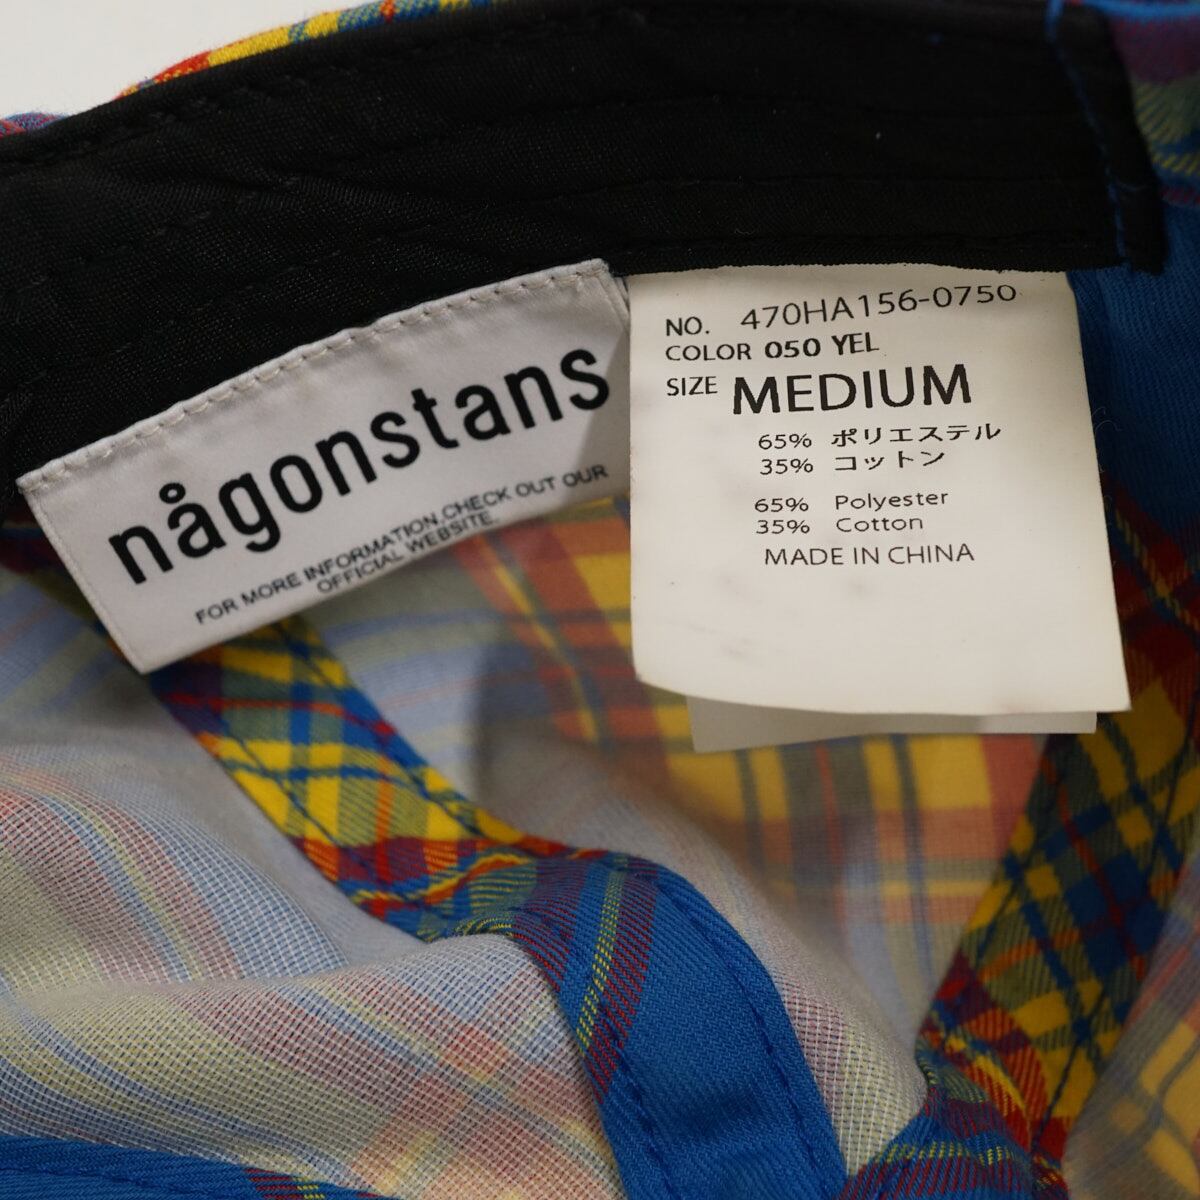 någonstans
FOR MORE INFORMATION,CHECK OUT OUR
OFFICIAL WEBSITE.
NO. 470HA156-0750
COLOR 050 YEL
SIZE MEDIUM
65% ポリエステル
35% コットン
65% Polyester
35% Cotton
MADE IN CHINA